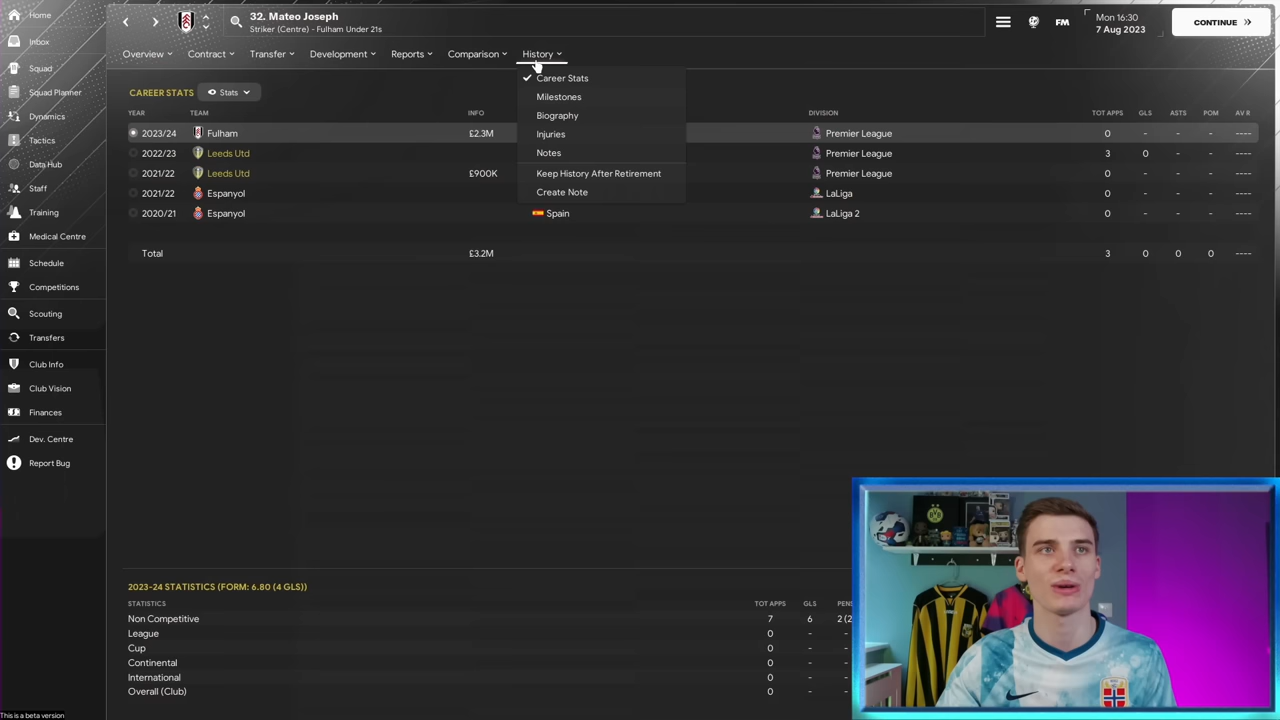 Home
Inbox
Squad
Squad Planner
Dynamics
Tactics
Data Hub
Staff
Training
Medical Centre
Schedule
Competitions
Scouting
Transfers
Club Info
Club Vision
Finances
Dev. Centre
Report Bug
This is a beta version
32. Mateo Joseph
Striker (Centre) - Fulham Under 21s
FM
Mon 16:30
7 Aug 2023
CONTINUE
Overview Contract Transfer Development Reports Comparison History
Career Stats
Milestones
Biography
Injuries
Notes
Keep History After Retirement
Create Note
CAREER STATS Stats
YEAR TEAM INFO DIVISION TOT APPS GLS ASTS POM AV R
2023/24 Fulham £2.3M Premier League 0 - - - ----
2022/23 Leeds Utd Premier League 3 0 - - ----
2021/22 Leeds Utd £900K Premier League 0 - - - ----
2021/22 Espanyol LaLiga 0 - - - ----
2020/21 Espanyol Spain LaLiga 2 0 - - - ----
Total £3.2M 3 0 0 0 ----
2023-24 STATISTICS (FORM: 6.80 (4 GLS))
STATISTICS TOT APPS GLS PENS
Non Competitive 7 6 2 (2
League 0 - -
Cup 0 - -
Continental 0 - -
International 0 - -
Overall (Club) 0 - -